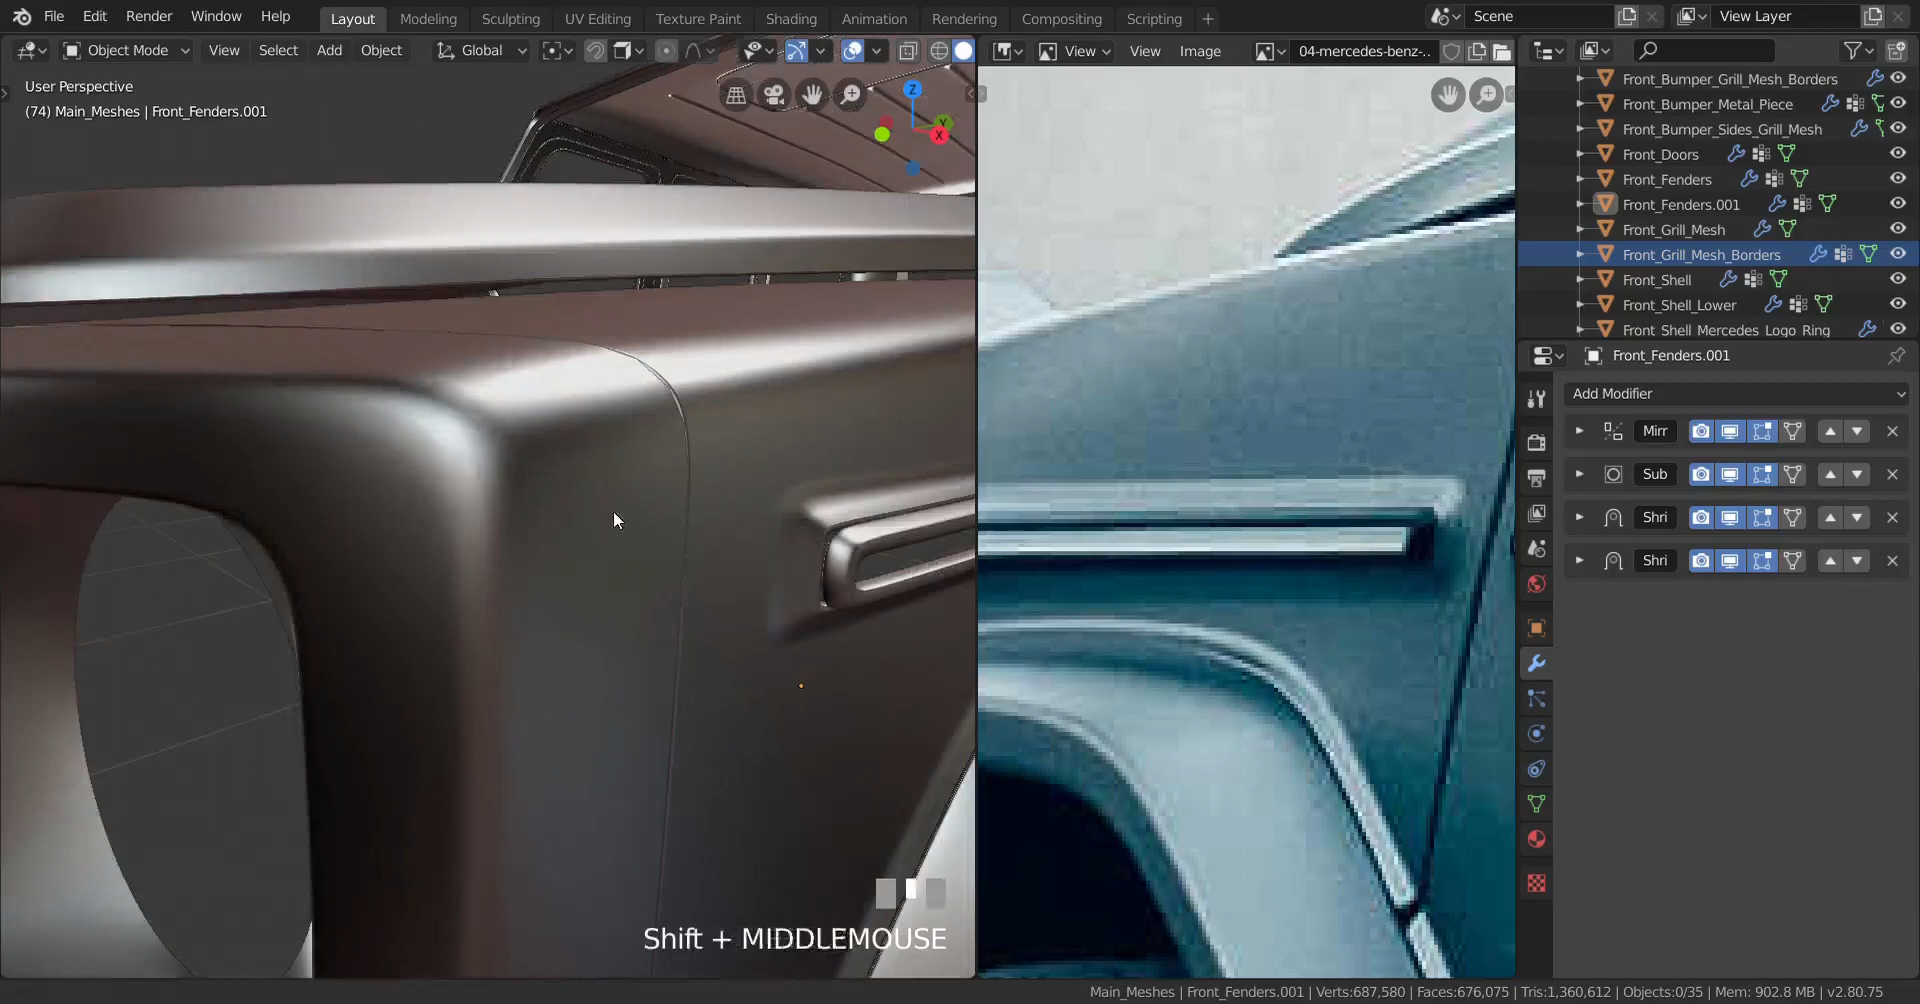 File Edit Render Window Help Layout Modeling Sculpting UV Editing Texture Paint Shading Animation Rendering Compositing Scripting + Scene View Layer
Object Mode View Select Add Object Global View View Image 04-mercedes-benz-..
User Perspective
(74) Main_Meshes | Front_Fenders.001
Z
Y
X
Front_Bumper_Grill_Mesh_Borders
Front_Bumper_Metal_Piece
Front_Bumper_Sides_Grill_Mesh
Front_Doors
Front_Fenders
Front_Fenders.001
Front_Grill_Mesh
Front_Grill_Mesh_Borders
Front_Shell
Front_Shell_Lower
Front_Shell_Mercedes_Logo_Ring
Front_Fenders.001
Add Modifier
Mirr
Sub
Shri
Shri
Shift + MIDDLEMOUSE
Main_Meshes | Front_Fenders.001 | Verts:687,580 | Faces:676,075 | Tris:1,360,612 | Objects:0/35 | Mem: 902.8 MB | v2.80.75